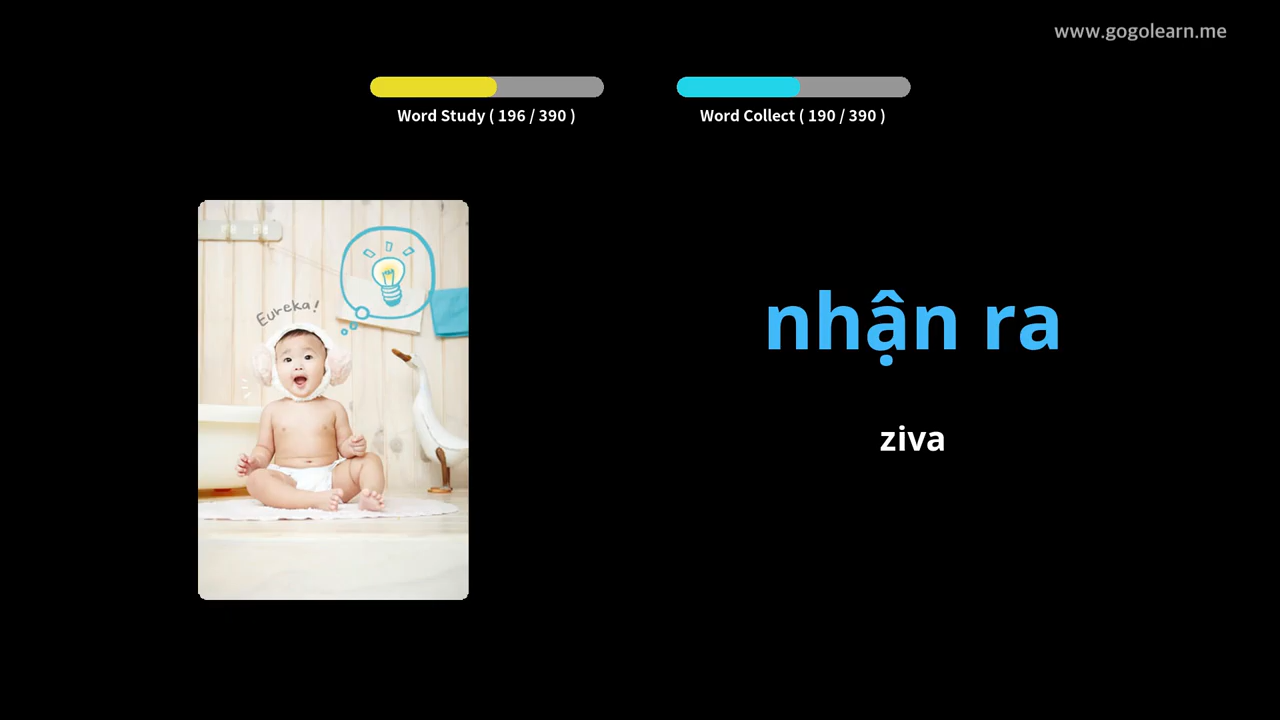 www.gogolearn.me
Word Study ( 196 / 390 )
Word Collect ( 190 / 390 )
Eureka!
nhận ra
ziva